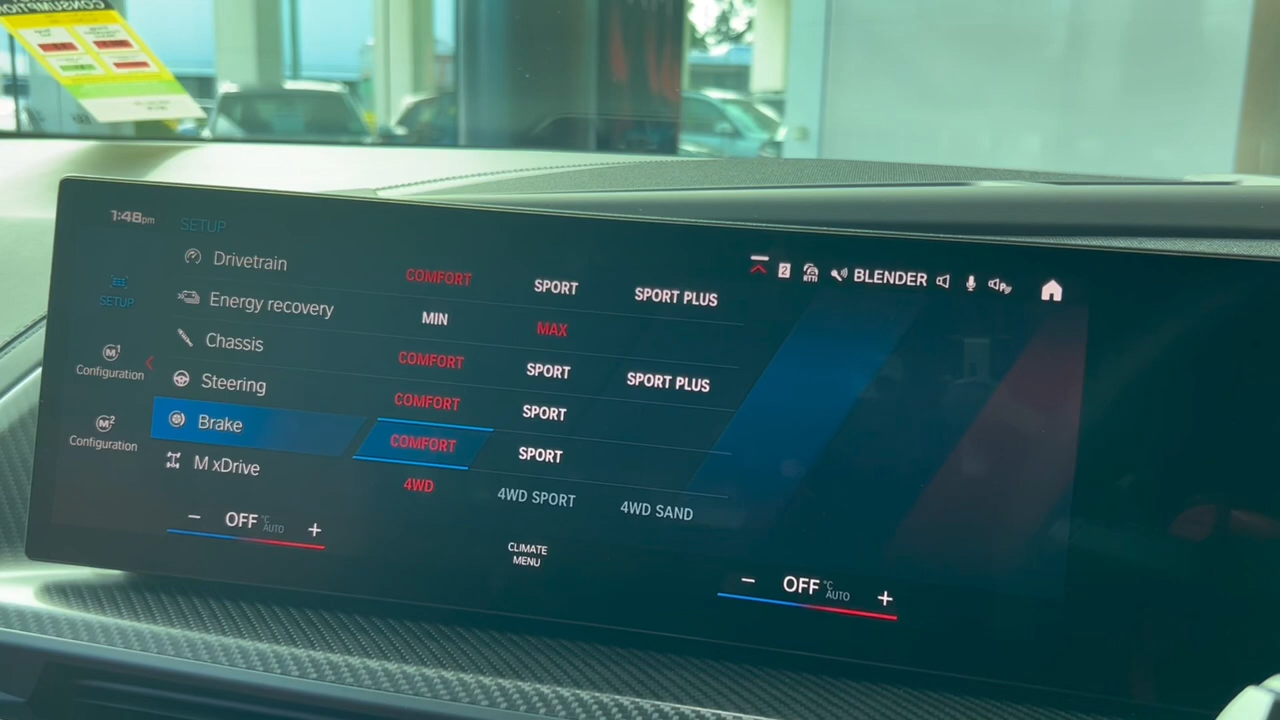 CONSUMPTION
1:48pm
SETUP
2
RTTI
BLENDER
SETUP
M1
Configuration
M2
Configuration
Drivetrain COMFORT SPORT SPORT PLUS
Energy recovery MIN MAX
Chassis COMFORT SPORT SPORT PLUS
Steering COMFORT SPORT
Brake COMFORT SPORT
M xDrive 4WD 4WD SPORT 4WD SAND
− OFF °C AUTO +
CLIMATE
MENU
− OFF °C AUTO +